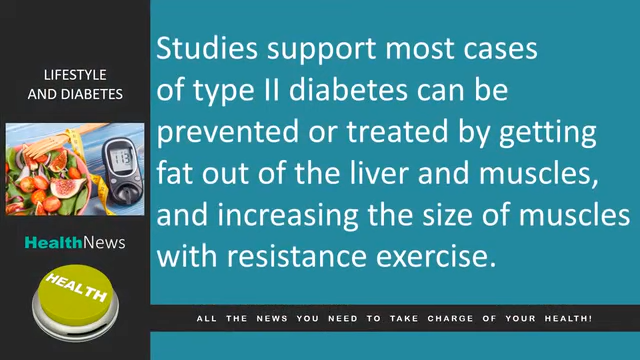 LIFESTYLE
AND DIABETES
HealthNews
HEALTH
Studies support most cases
of type II diabetes can be
prevented or treated by getting
fat out of the liver and muscles,
and increasing the size of muscles
with resistance exercise.
ALL THE NEWS YOU NEED TO TAKE CHARGE OF YOUR HEALTH!